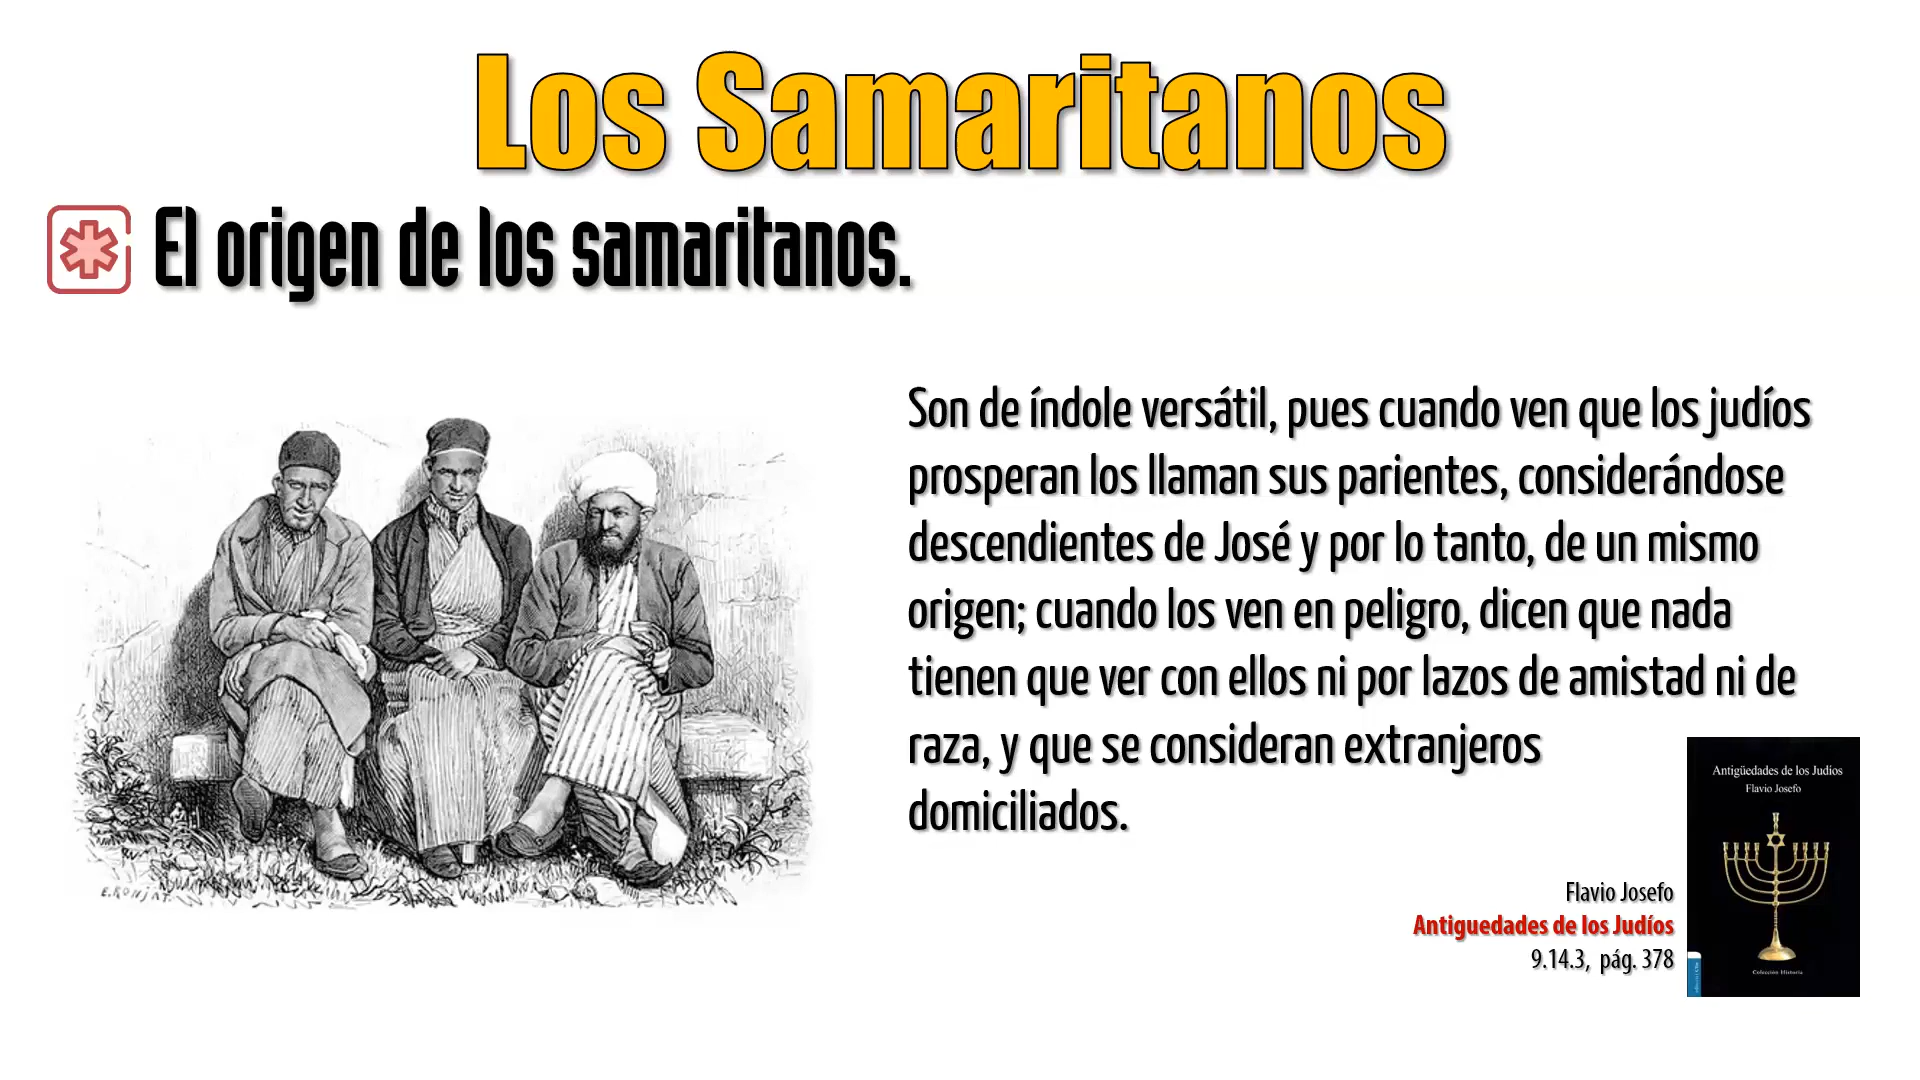 Los Samaritanos
El origen de los samaritanos.
Son de índole versátil, pues cuando ven que los judíos
prosperan los llaman sus parientes, considerándose
descendientes de José y por lo tanto, de un mismo
origen; cuando los ven en peligro, dicen que nada
tienen que ver con ellos ni por lazos de amistad ni de
raza, y que se consideran extranjeros
domiciliados.
Flavio Josefo
Antiguedades de los Judíos
9.14.3, pág. 378
Antigüedades de los Judíos
Flavio Josefo
Colección Historia
E. RONJAT.